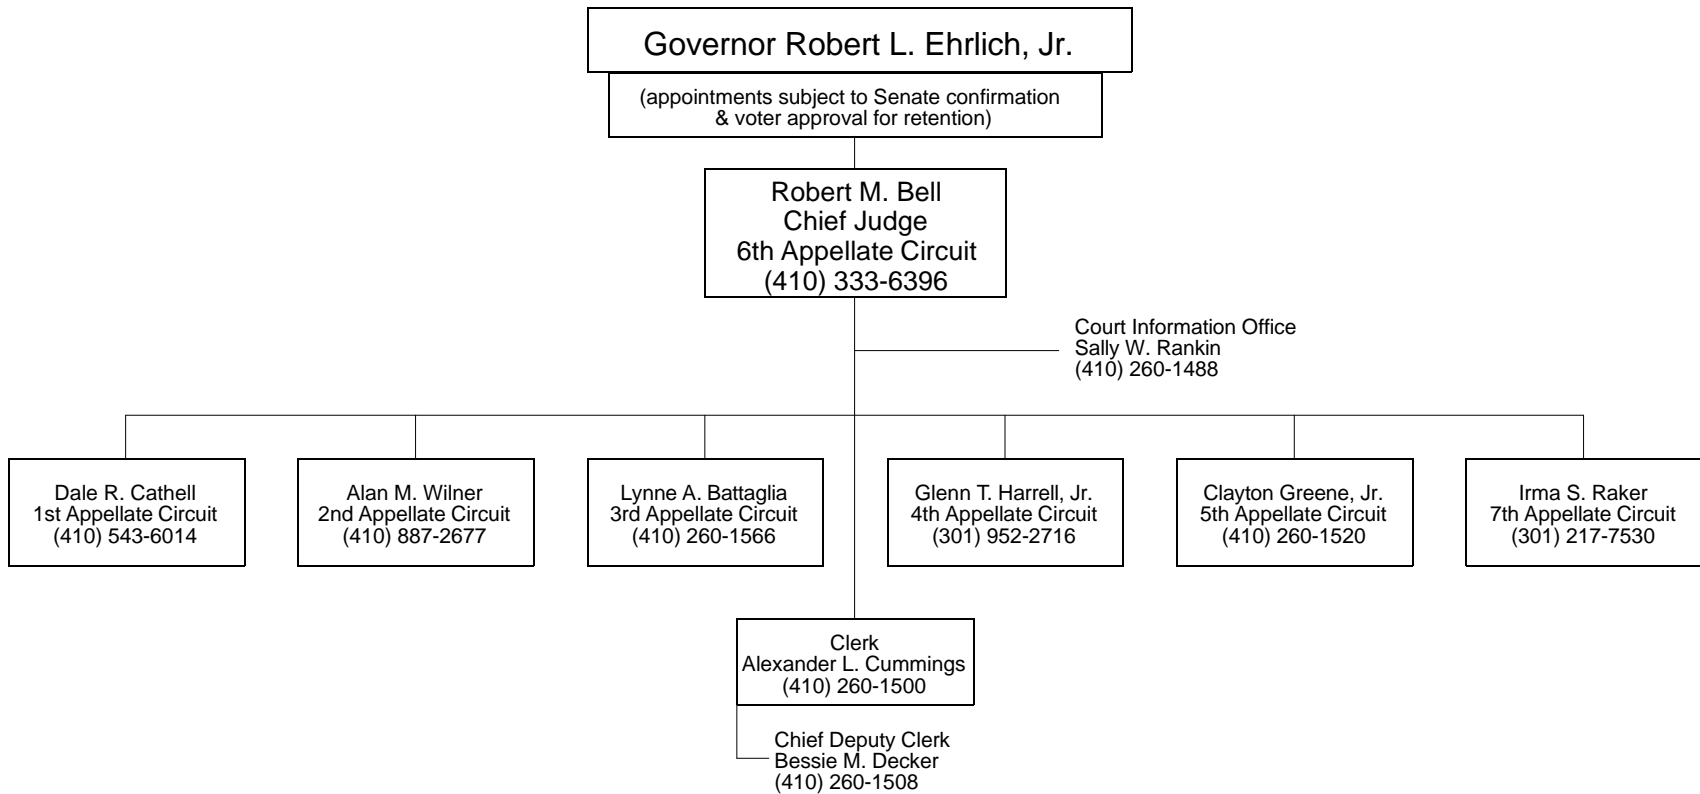 Governor Robert L. Ehrlich, Jr.
(appointments subject to Senate confirmation
& voter approval for retention)
Robert M. Bell
Chief Judge
6th Appellate Circuit
(410) 333-6396
Court Information Office
Sally W. Rankin
(410) 260-1488
Dale R. Cathell
1st Appellate Circuit
(410) 543-6014
Alan M. Wilner
2nd Appellate Circuit
(410) 887-2677
Lynne A. Battaglia
3rd Appellate Circuit
(410) 260-1566
Glenn T. Harrell, Jr.
4th Appellate Circuit
(301) 952-2716
Clayton Greene, Jr.
5th Appellate Circuit
(410) 260-1520
Irma S. Raker
7th Appellate Circuit
(301) 217-7530
Clerk
Alexander L. Cummings
(410) 260-1500
Chief Deputy Clerk
Bessie M. Decker
(410) 260-1508